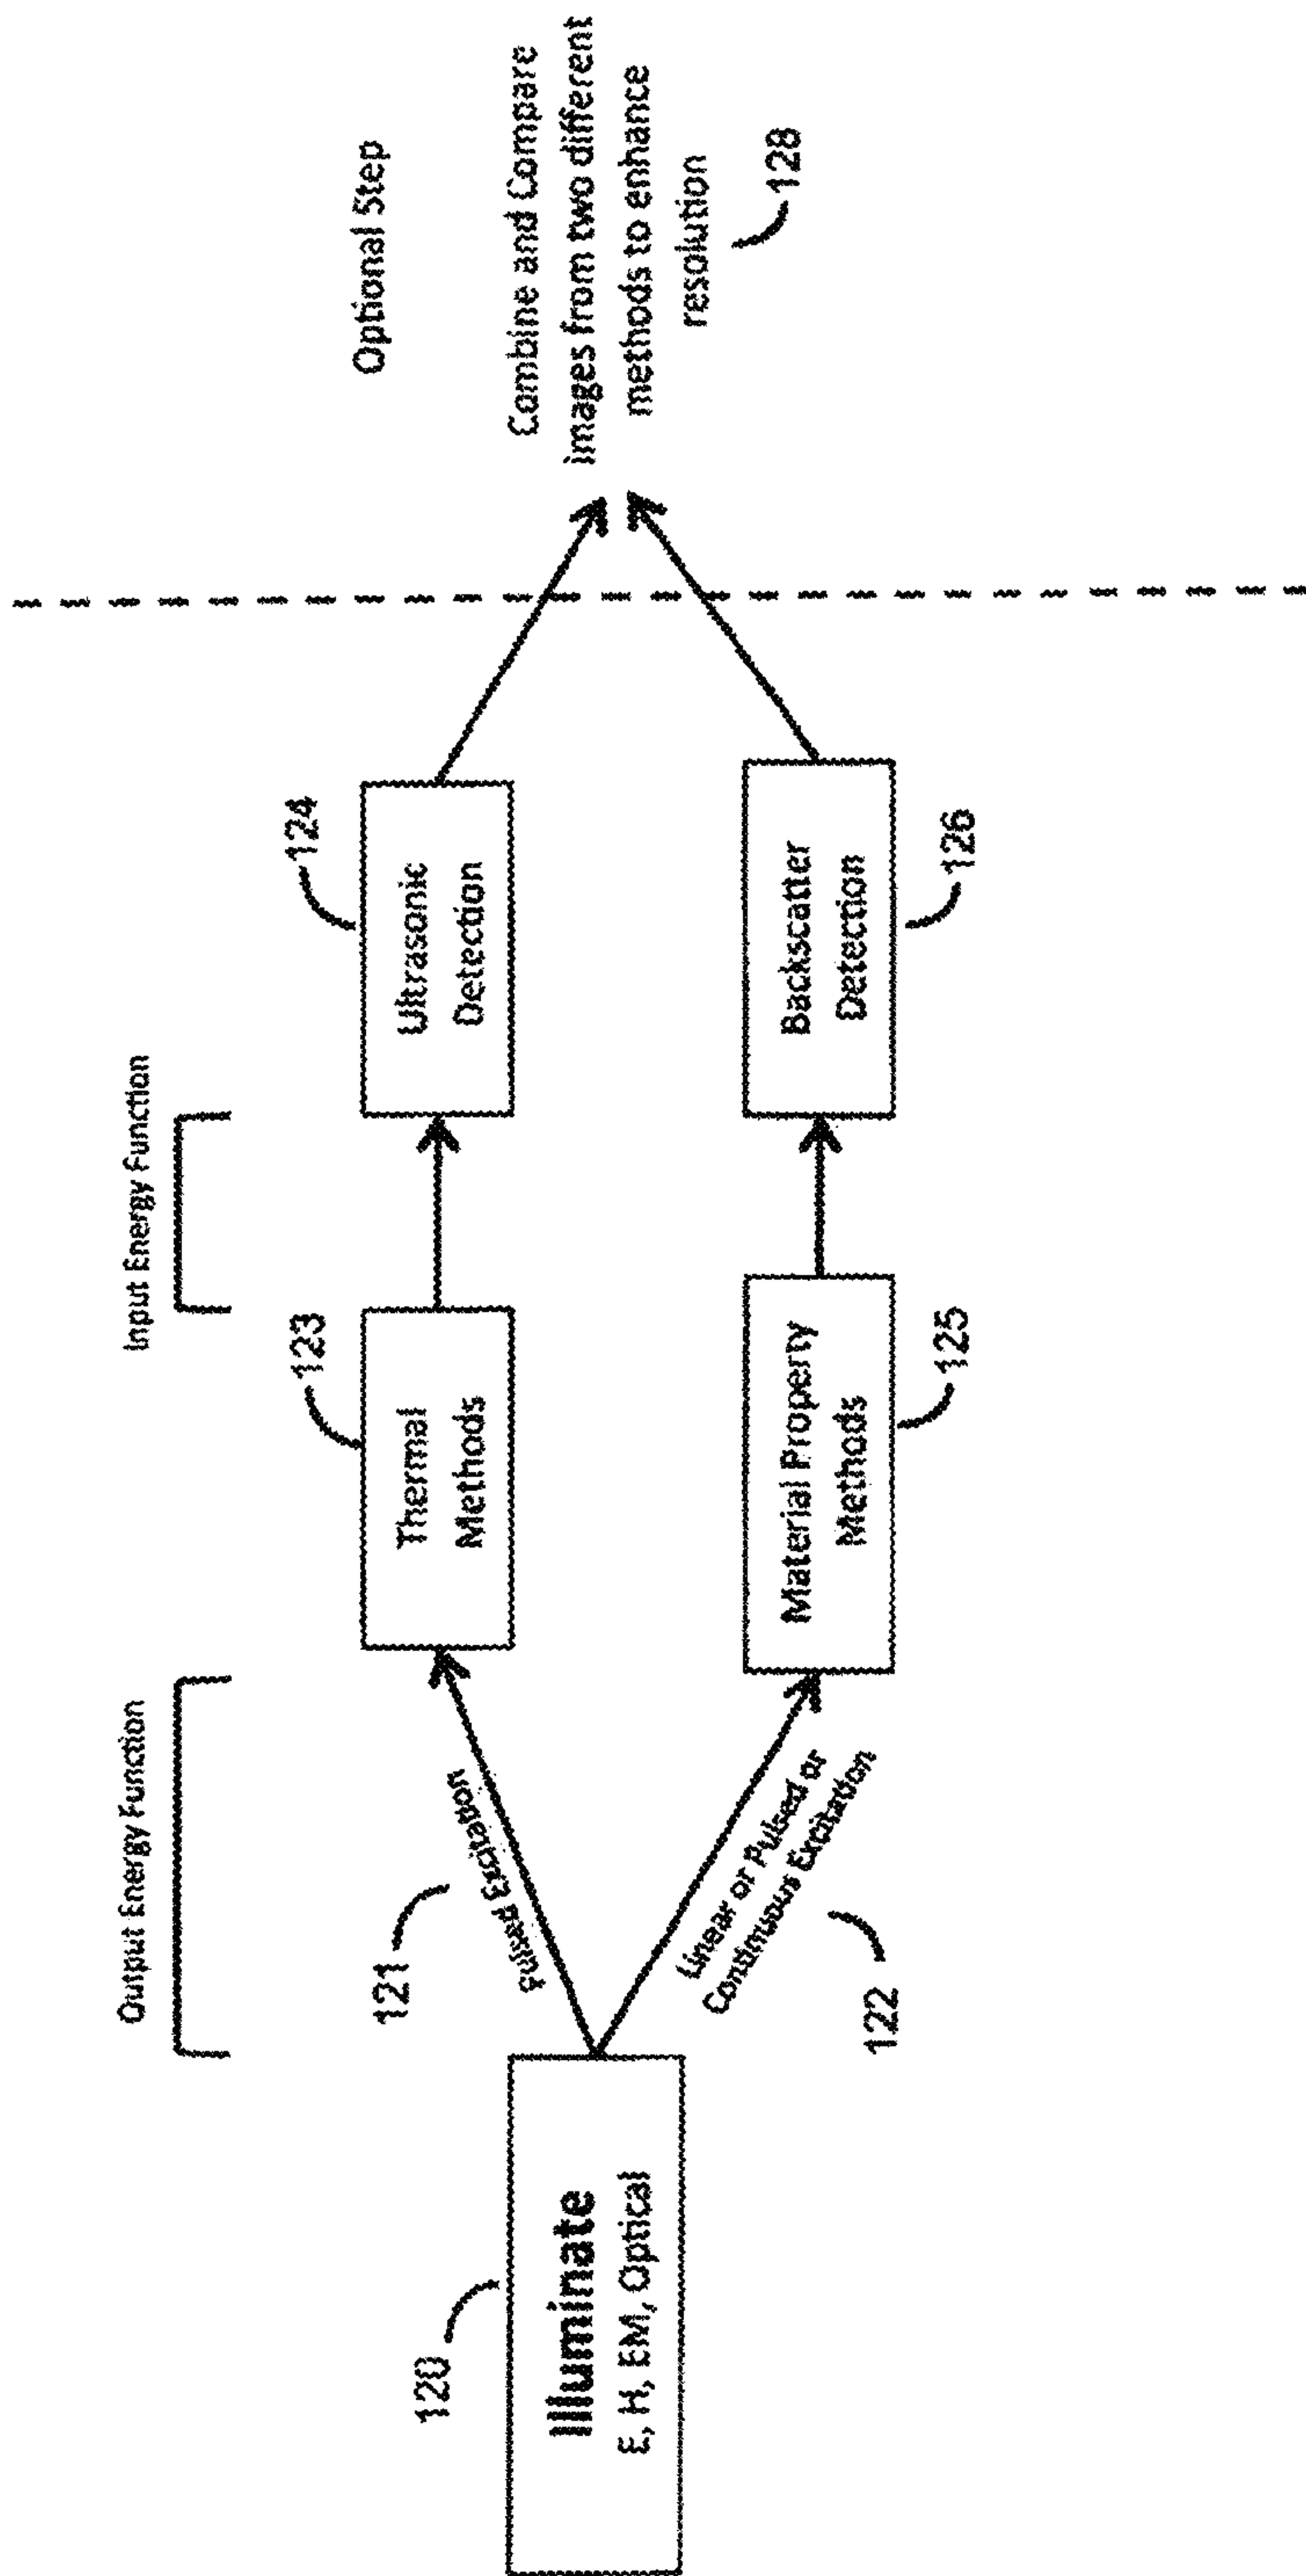 Output Energy Function
Input Energy Function
Optional Step
120
Illuminate
E, H, EM, Optical
121
Pulsed Excitation
Linear or Pulsed or
Continuous Excitation
122
123
Thermal
Methods
124
Ultrasonic
Detection
Material Property
Methods
125
Backscatter
Detection
126
Combine and Compare
images from two different
methods to enhance
resolution
128